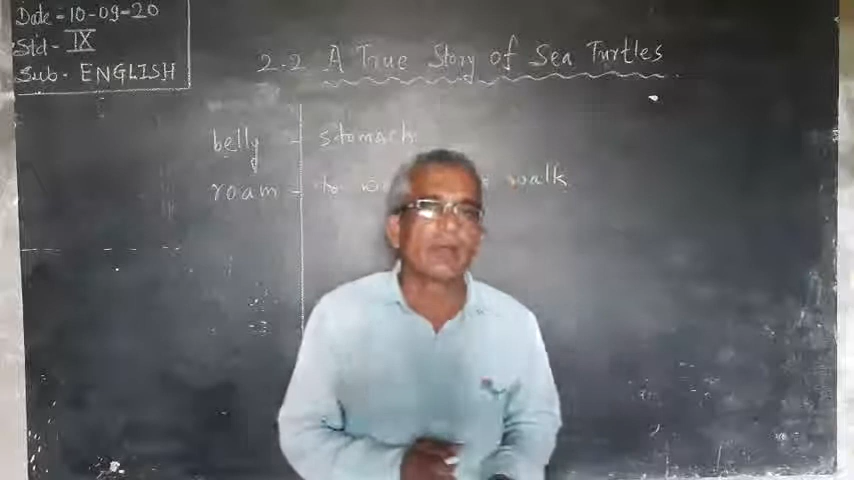 Date = 10-09-20
Std - IX
Sub - ENGLISH
2.2 A True Story of Sea Turtles
belly - stomach
roam - to walk